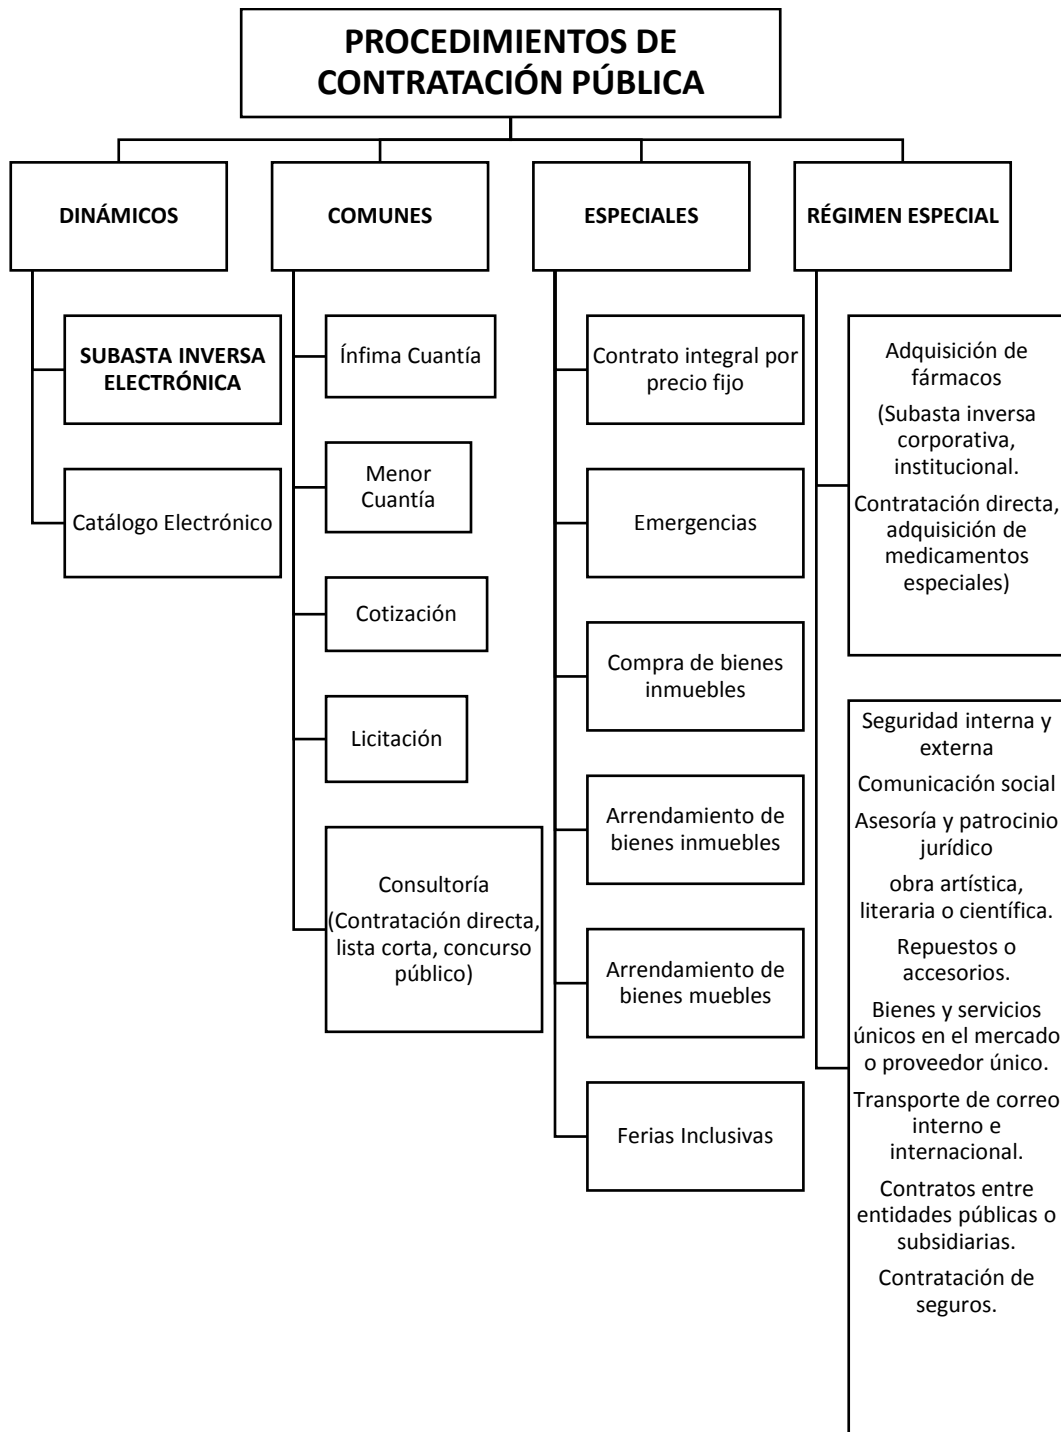 PROCEDIMIENTOS DE
CONTRATACIÓN PÚBLICA
DINÁMICOS
SUBASTA INVERSA
ELECTRÓNICA
Catálogo Electrónico
COMUNES
Ínfima Cuantía
Menor
Cuantía
Cotización
Licitación
Consultoría
(Contratación directa,
lista corta, concurso
público)
ESPECIALES
Contrato integral por
precio fijo
Emergencias
Compra de bienes
inmuebles
Arrendamiento de
bienes inmuebles
Arrendamiento de
bienes muebles
Ferias Inclusivas
RÉGIMEN ESPECIAL
Adquisición de
fármacos
(Subasta inversa
corporativa,
institucional.
Contratación directa,
adquisición de
medicamentos
especiales)
Seguridad interna y
externa
Comunicación social
Asesoría y patrocinio
jurídico
obra artística,
literaria o científica.
Repuestos o
accesorios.
Bienes y servicios
únicos en el mercado
o proveedor único.
Transporte de correo
interno e
internacional.
Contratos entre
entidades públicas o
subsidiarias.
Contratación de
seguros.